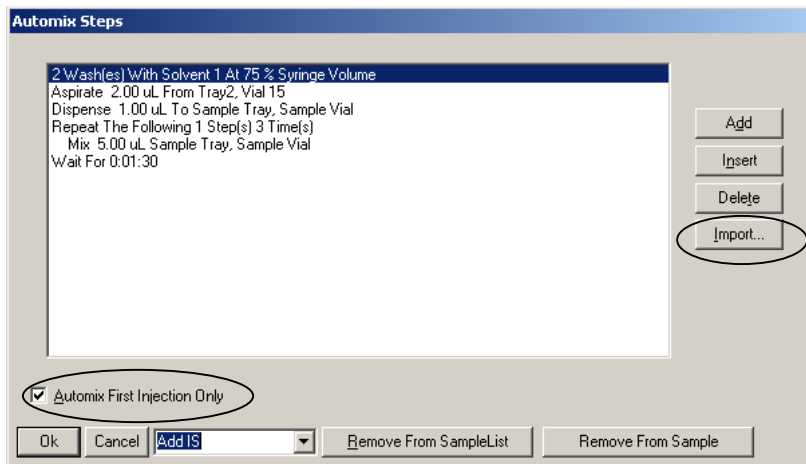 Automix Steps
2 Wash(es) With Solvent 1 At 75 % Syringe Volume
Aspirate 2.00 uL From Tray2, Vial 15
Dispense 1.00 uL To Sample Tray, Sample Vial
Repeat The Following 1 Step(s) 3 Time(s)
Mix 5.00 uL Sample Tray, Sample Vial
Wait For 0:01:30
Add
Insert
Delete
Import...
Automix First Injection Only
Ok Cancel Add IS Remove From SampleList Remove From Sample